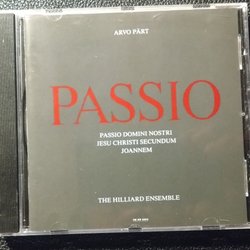 ARVO PÄRT
PASSIO
PASSIO DOMINI NOSTRI
JESU CHRISTI SECUNDUM
JOANNEM
THE HILLIARD ENSEMBLE